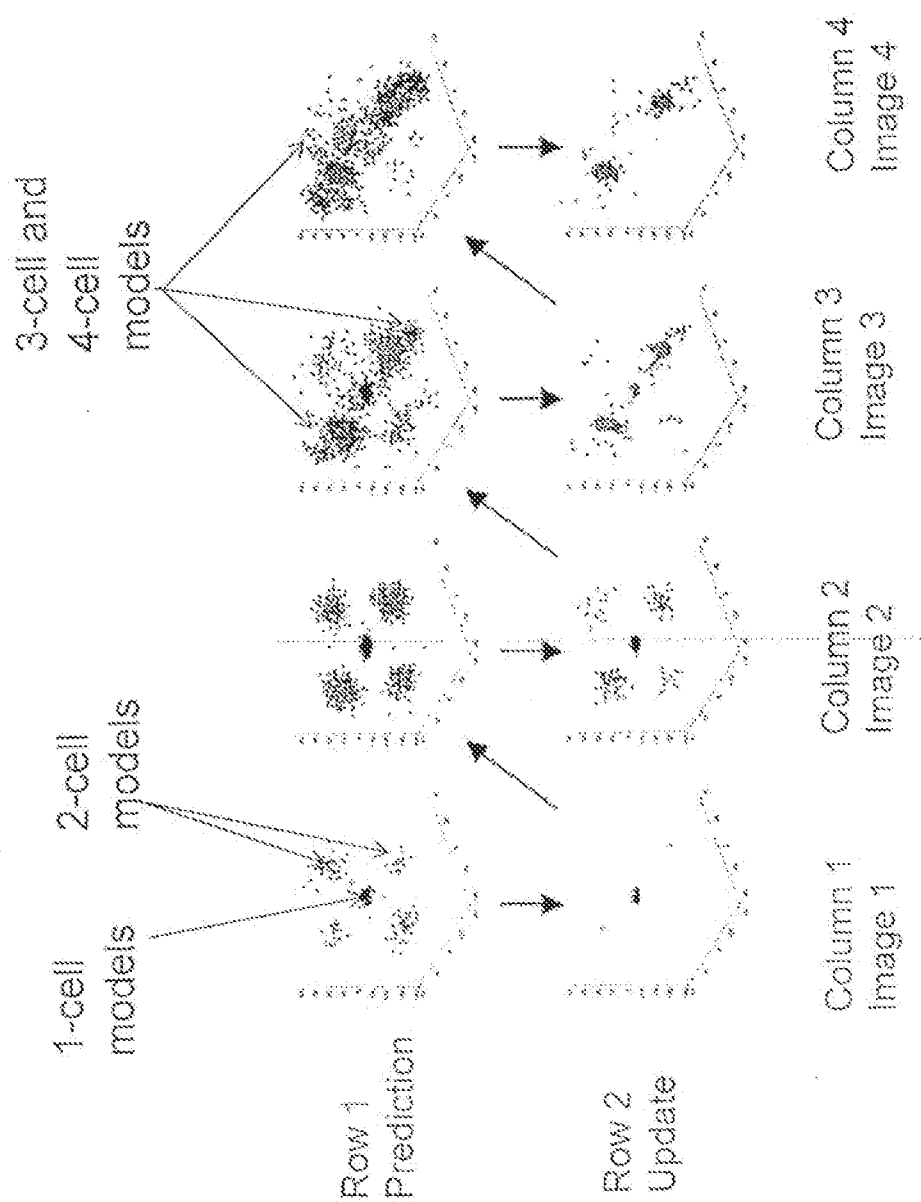 1-cell
models
2-cell
models
3-cell and
4-cell
models
Row 1
Prediction
Row 2
Update
Column 1
Image 1
Column 2
Image 2
Column 3
Image 3
Column 4
Image 4